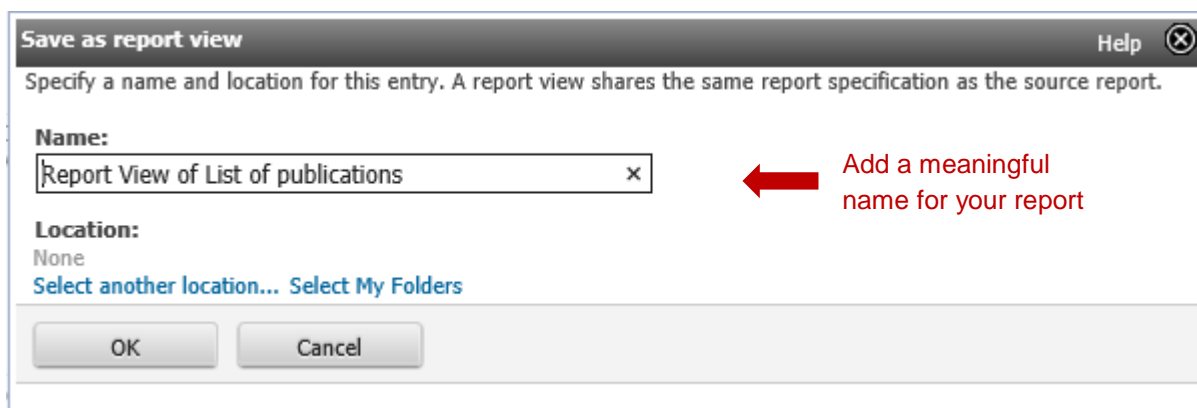 Save as report view Help
Specify a name and location for this entry. A report view shares the same report specification as the source report.
Name:
Report View of List of publications ×
Add a meaningful
name for your report
Location:
None
Select another location... Select My Folders
OK Cancel